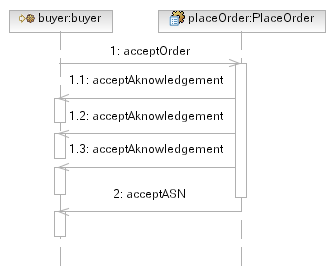 buyer:buyer
placeOrder:PlaceOrder
1: acceptOrder
1.1: acceptAknowledgement
1.2: acceptAknowledgement
1.3: acceptAknowledgement
2: acceptASN